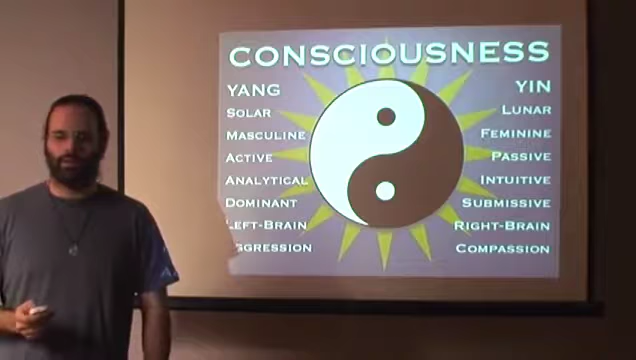 CONSCIOUSNESS
YANG YIN
SOLAR LUNAR
MASCULINE FEMININE
ACTIVE PASSIVE
ANALYTICAL INTUITIVE
DOMINANT SUBMISSIVE
LEFT-BRAIN RIGHT-BRAIN
GGRESSION COMPASSION